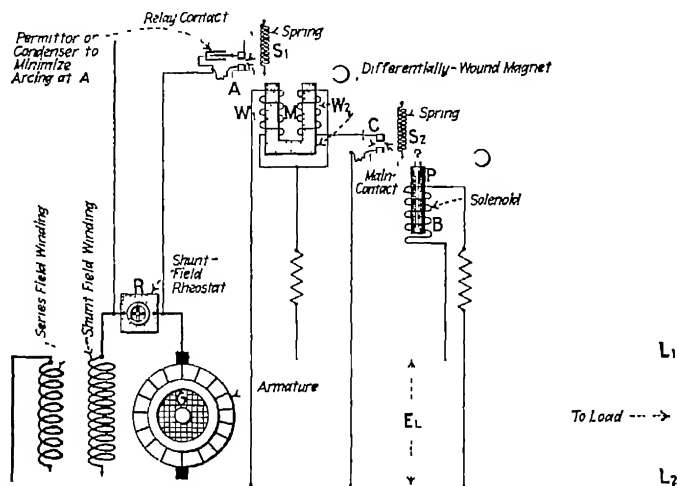 Relay Contact
Permittor or
Condenser to
Minimize
Arcing at A
Spring
S1
A
Differentially-Wound Magnet
W
M
W2
C
Spring
S2
Main-
Contact
P
Solenoid
B
Series Field Winding
Shunt Field Winding
R
Shunt-
Field
Rheostat
G
Armature
EL
L1
To Load
L2